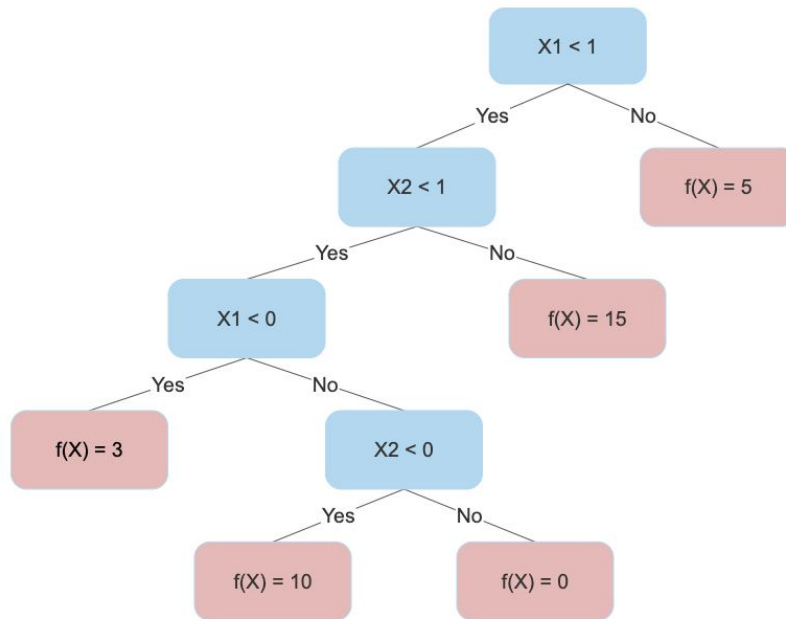 X1 < 1
Yes
No
X2 < 1
f(X) = 5
Yes
No
X1 < 0
f(X) = 15
Yes
No
f(X) = 3
X2 < 0
Yes
No
f(X) = 10
f(X) = 0